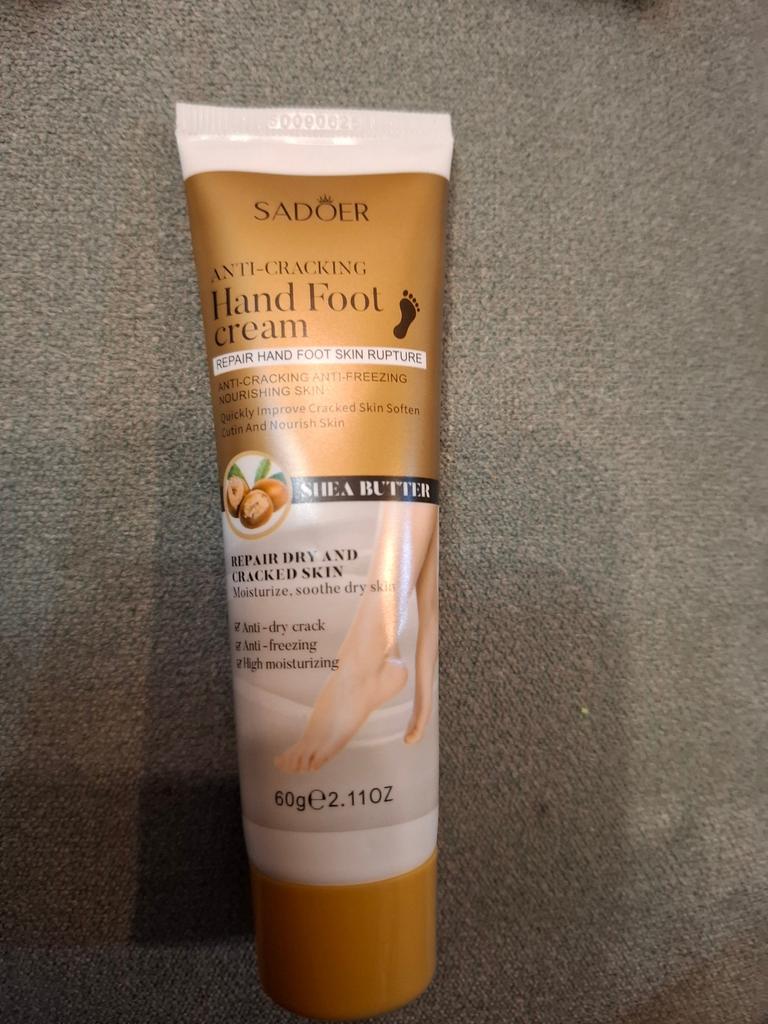 SADOER
ANTI-CRACKING
Hand Foot
cream
REPAIR HAND FOOT SKIN RUPTURE
ANTI-CRACKING ANTI-FREEZING
NOURISHING SKIN
Quickly Improve Cracked Skin Soften
Cutin And Nourish Skin
SHEA BUTTER
REPAIR DRY AND
CRACKED SKIN
Moisturize, soothe dry skin
Anti-dry crack
Anti-freezing
High moisturizing
60g℮2.11OZ